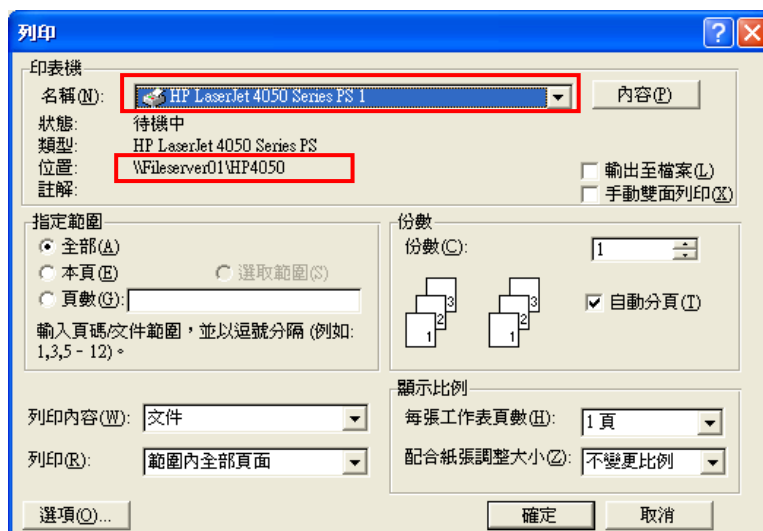 列印
印表機
名稱(N): HP LaserJet 4050 Series PS 1 內容(P)
狀態: 待機中
類型: HP LaserJet 4050 Series PS
位置: \\Fileserver01\HP4050 輸出至檔案(L)
註解: 手動雙面列印(X)
指定範圍
全部(A)
本頁(E) 選取範圍(S)
頁數(G):
輸入頁碼/文件範圍，並以逗號分隔 (例如:
1,3,5 - 12)。
份數
份數(C): 1
1 2 3 1 2 3 自動分頁(T)
列印內容(W): 文件
列印(R): 範圍內全部頁面
顯示比例
每張工作表頁數(H): 1 頁
配合紙張調整大小(Z): 不變更比例
選項(O)... 確定 取消